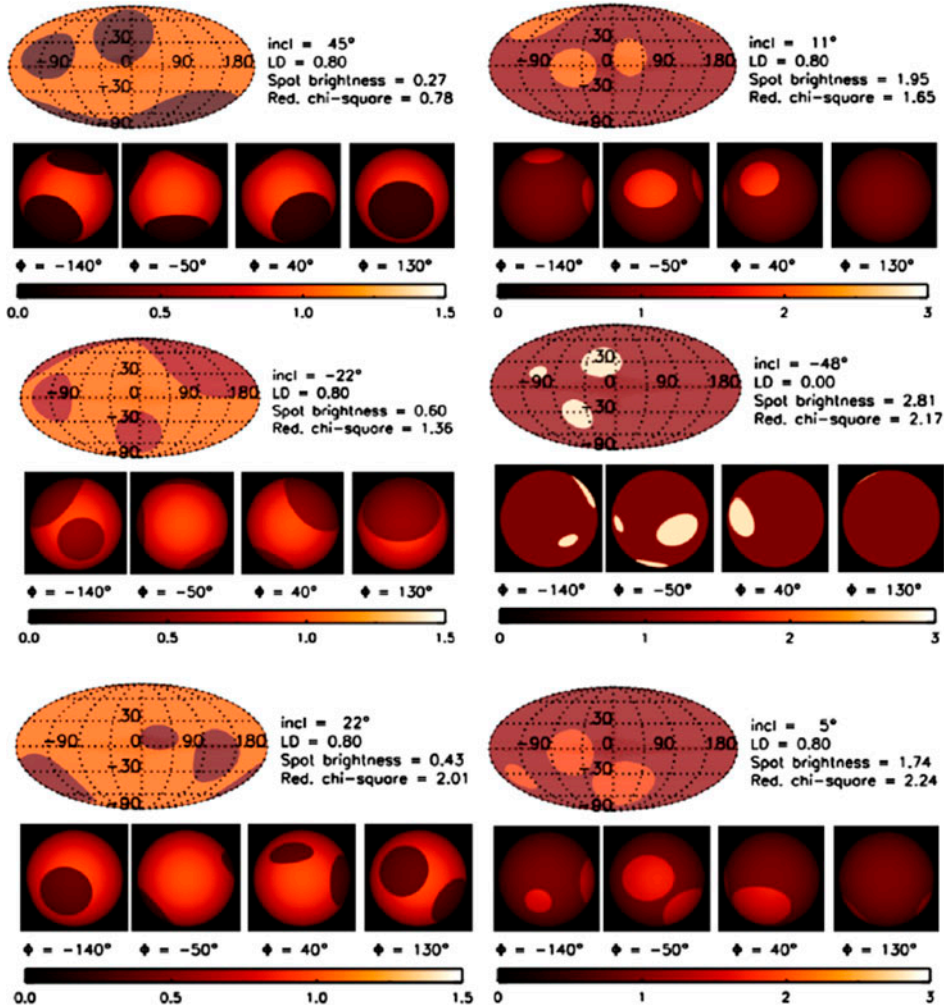 30
−90 0 90 180
−30
−90
incl = 45°
LD = 0.80
Spot brightness = 0.27
Red. chi−square = 0.78
Φ = −140° Φ = −50° Φ = 40° Φ = 130°
0.0 0.5 1.0 1.5
30
−90 0 90 180
−30
−90
incl = 11°
LD = 0.80
Spot brightness = 1.95
Red. chi−square = 1.65
Φ = −140° Φ = −50° Φ = 40° Φ = 130°
0 1 2 3
30
−90 0 90 180
−30
−90
incl = −22°
LD = 0.80
Spot brightness = 0.60
Red. chi−square = 1.36
Φ = −140° Φ = −50° Φ = 40° Φ = 130°
0.0 0.5 1.0 1.5
30
−90 0 90 180
−30
−90
incl = −48°
LD = 0.00
Spot brightness = 2.81
Red. chi−square = 2.17
Φ = −140° Φ = −50° Φ = 40° Φ = 130°
0 1 2 3
30
−90 0 90 180
−30
−90
incl = 22°
LD = 0.80
Spot brightness = 0.43
Red. chi−square = 2.01
Φ = −140° Φ = −50° Φ = 40° Φ = 130°
0.0 0.5 1.0 1.5
30
−90 0 90 180
−30
−90
incl = 5°
LD = 0.80
Spot brightness = 1.74
Red. chi−square = 2.24
Φ = −140° Φ = −50° Φ = 40° Φ = 130°
0 1 2 3